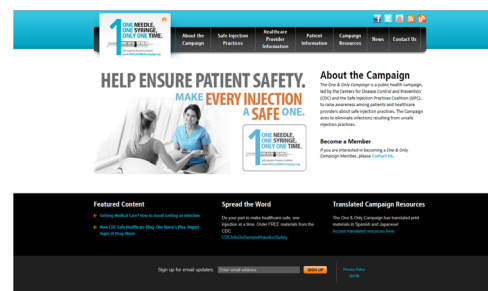 ONE NEEDLE,
ONE SYRINGE,
ONLY ONE TIME.
About the
Campaign
Safe Injection
Practices
Healthcare
Provider
Information
Patient
Information
Campaign
Resources
News
Contact Us
HELP ENSURE PATIENT SAFETY.
MAKE EVERY INJECTION
A SAFE ONE.
1 ONE NEEDLE,
ONE SYRINGE,
ONLY ONE TIME.
About the Campaign
The One & Only Campaign is a public health campaign,
led by the Centers for Disease Control and Prevention
(CDC) and the Safe Injection Practices Coalition (SIPC),
to raise awareness among patients and healthcare
providers about safe injection practices. The Campaign
aims to eliminate infections resulting from unsafe
injection practices.
Become a Member
If you are interested in becoming a One & Only
Campaign Member, please Contact Us.
Featured Content
Getting Medical Care? How to Avoid Getting an Infection
New CDC Safe Healthcare Blog: One Nurse's Plea: Report
Signs of Drug Abuse
Spread the Word
Do your part to make healthcare safe, one
injection at a time. Order FREE materials from the
CDC.
CDCInfoOnDemand/InjectionSafety
Translated Campaign Resources
The One & Only Campaign has translated print
materials in Spanish and Japanese!
Access translated resources here.
Sign up for email updates:
Enter email address
SIGN UP
Privacy Policy